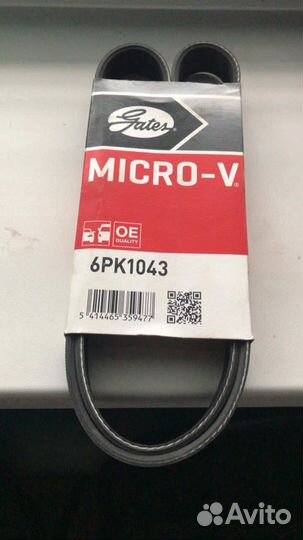 Gates
MICRO-V®
OE
QUALITY
6PK1043
5 414465 359477
Avito